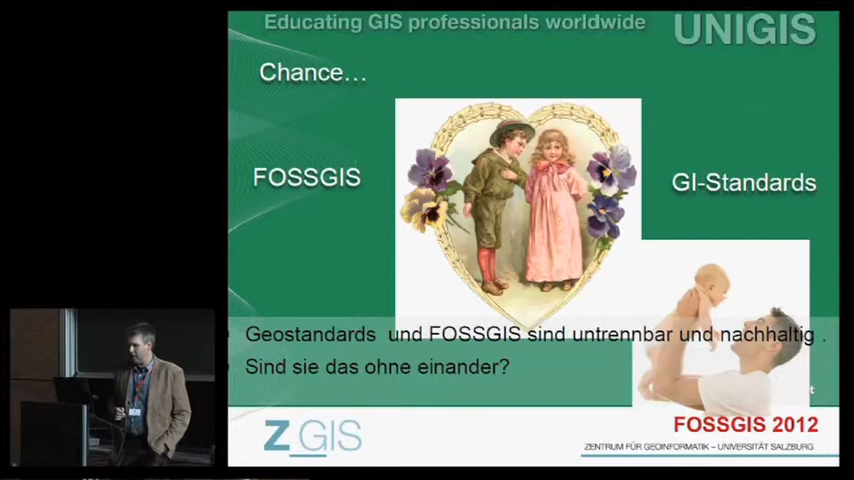 Educating GIS professionals worldwide
UNIGIS
Chance...
FOSSGIS
GI-Standards
Geostandards und FOSSGIS sind untrennbar und nachhaltig .
Sind sie das ohne einander?
FOSSGIS 2012
Z_GIS
ZENTRUM FÜR GEOINFORMATIK – UNIVERSITÄT SALZBURG